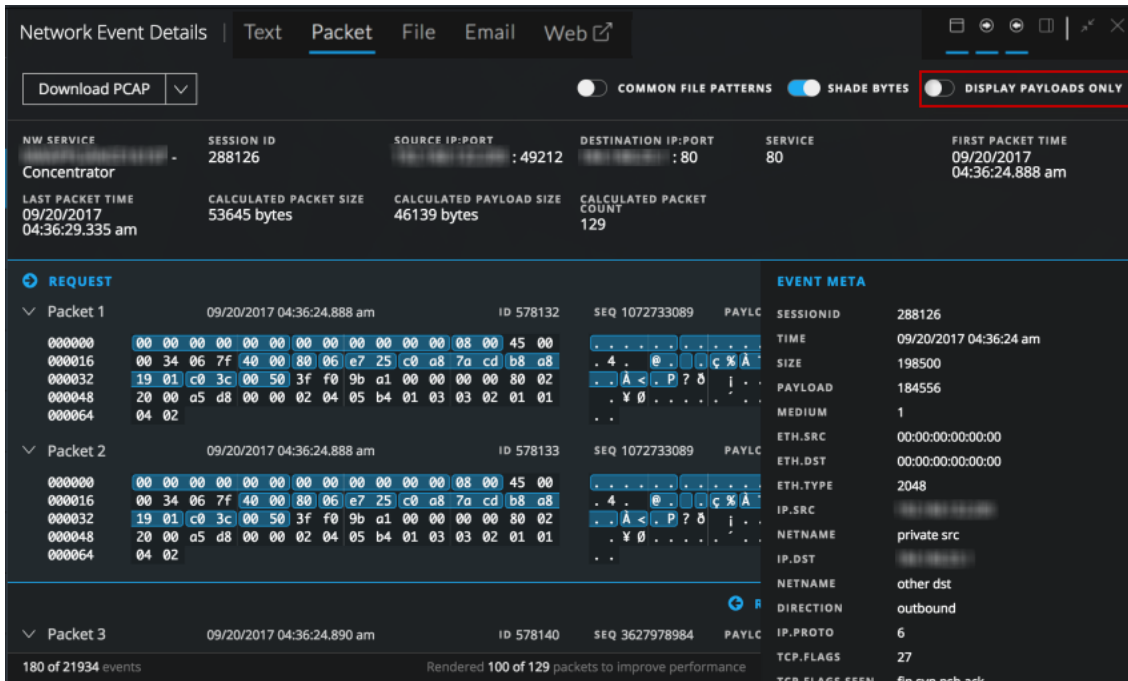 Network Event Details Text Packet File Email Web
Download PCAP COMMON FILE PATTERNS SHADE BYTES DISPLAY PAYLOADS ONLY
NW SERVICE SESSION ID SOURCE IP:PORT DESTINATION IP:PORT SERVICE FIRST PACKET TIME
- 288126 : 49212 : 80 80 09/20/2017
Concentrator 04:36:24.888 am
LAST PACKET TIME CALCULATED PACKET SIZE CALCULATED PAYLOAD SIZE CALCULATED PACKET
COUNT
09/20/2017 53645 bytes 46139 bytes 129
04:36:29.335 am
REQUEST
Packet 1 09/20/2017 04:36:24.888 am ID 578132 SEQ 1072733089 PAYLC
000000 00 00 00 00 00 00 00 00 00 00 00 00 08 00 45 00 . . . . . . . . . . . .
000016 00 34 06 7f 40 00 80 06 e7 25 c0 a8 7a cd b8 a8 . 4 . @ . . . ç % À
000032 19 01 c0 3c 00 50 3f f0 9b a1 00 00 00 00 80 02 . . À < . P ? ð ¡ . .
000048 20 00 a5 d8 00 00 02 04 05 b4 01 03 03 02 01 01 . ¥ Ø . . . . . ´ . .
000064 04 02 . .
Packet 2 09/20/2017 04:36:24.888 am ID 578133 SEQ 1072733089 PAYLC
000000 00 00 00 00 00 00 00 00 00 00 00 00 08 00 45 00 . . . . . . . . . . . .
000016 00 34 06 7f 40 00 80 06 e7 25 c0 a8 7a cd b8 a8 . 4 . @ . . . ç % À
000032 19 01 c0 3c 00 50 3f f0 9b a1 00 00 00 00 80 02 . . À < . P ? ð ¡ . .
000048 20 00 a5 d8 00 00 02 04 05 b4 01 03 03 02 01 01 . ¥ Ø . . . . . ´ . .
000064 04 02 . .
R
Packet 3 09/20/2017 04:36:24.890 am ID 578140 SEQ 3627978984 PAYLC
180 of 21934 events Rendered 100 of 129 packets to improve performance
EVENT META
SESSIONID 288126
TIME 09/20/2017 04:36:24 am
SIZE 198500
PAYLOAD 184556
MEDIUM 1
ETH.SRC 00:00:00:00:00:00
ETH.DST 00:00:00:00:00:00
ETH.TYPE 2048
IP.SRC
NETNAME private src
IP.DST
NETNAME other dst
DIRECTION outbound
IP.PROTO 6
TCP.FLAGS 27
TCP.FLAGS.SEEN fin syn psh ack